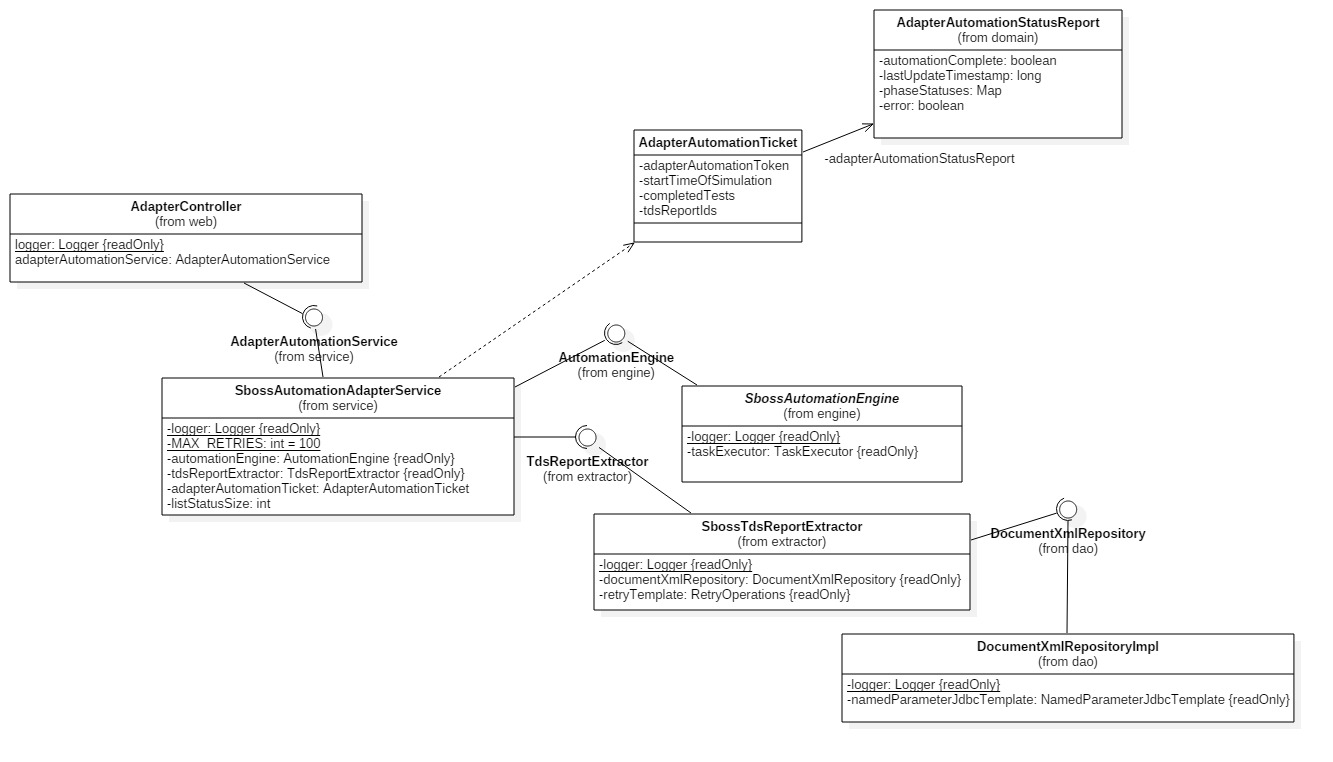 AdapterAutomationStatusReport
(from domain)
-automationComplete: boolean
-lastUpdateTimestamp: long
-phaseStatuses: Map
-error: boolean
AdapterAutomationTicket
-adapterAutomationToken
-startTimeOfSimulation
-completedTests
-tdsReportIds
-adapterAutomationStatusReport
AdapterController
(from web)
logger: Logger {readOnly}
adapterAutomationService: AdapterAutomationService
AdapterAutomationService
(from service)
AutomationEngine
(from engine)
SbossAutomationAdapterService
(from service)
-logger: Logger {readOnly}
-MAX_RETRIES: int = 100
-automationEngine: AutomationEngine {readOnly}
-tdsReportExtractor: TdsReportExtractor {readOnly}
-adapterAutomationTicket: AdapterAutomationTicket
-listStatusSize: int
SbossAutomationEngine
(from engine)
-logger: Logger {readOnly}
-taskExecutor: TaskExecutor {readOnly}
TdsReportExtractor
(from extractor)
SbossTdsReportExtractor
(from extractor)
-logger: Logger {readOnly}
-documentXmlRepository: DocumentXmlRepository {readOnly}
-retryTemplate: RetryOperations {readOnly}
DocumentXmlRepository
(from dao)
DocumentXmlRepositoryImpl
(from dao)
-logger: Logger {readOnly}
-namedParameterJdbcTemplate: NamedParameterJdbcTemplate {readOnly}